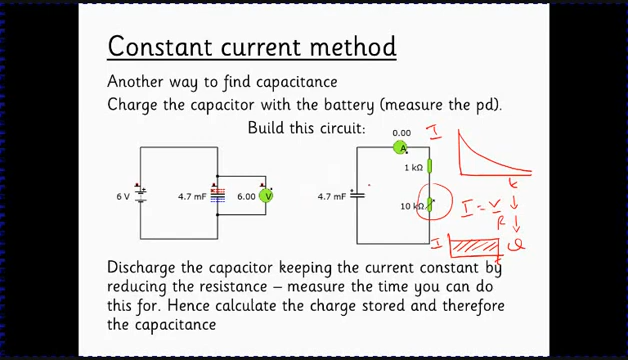 Constant current method
Another way to find capacitance
Charge the capacitor with the battery (measure the pd).
Build this circuit:
0.00
A
I
1 kΩ
t
6 V
4.7 mF
6.00
V
4.7 mF
10 kΩ
I = V
R
I
Q
t
Discharge the capacitor keeping the current constant by
reducing the resistance – measure the time you can do
this for. Hence calculate the charge stored and therefore
the capacitance